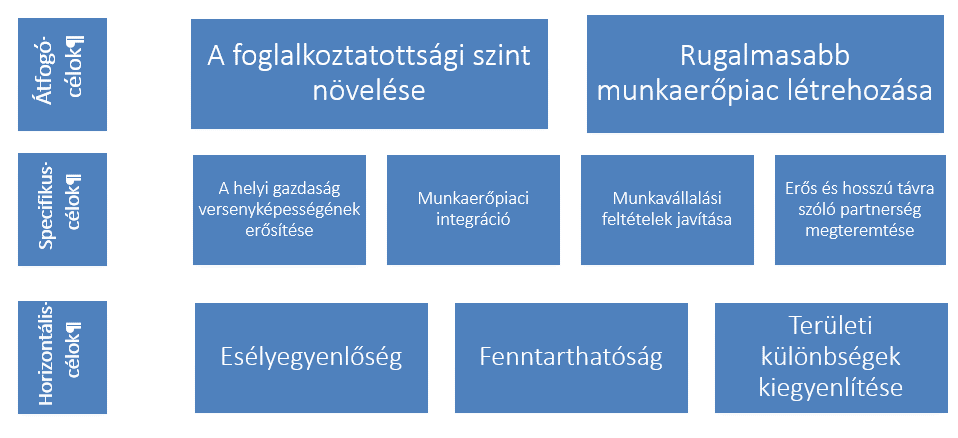 Átfogó-
célok¶
A foglalkoztatottsági szint
növelése
Rugalmasabb
munkaerőpiac létrehozása
Specifikus-
célok¶
A helyi gazdaság
versenyképességének
erősítése
Munkaerőpiaci
integráció
Munkavállalási
feltételek javítása
Erős és hosszú távra
szóló partnerség
megteremtése
Horizontális-
célok¶
Esélyegyenlőség
Fenntarthatóság
Területi
különbségek
kiegyenlítése